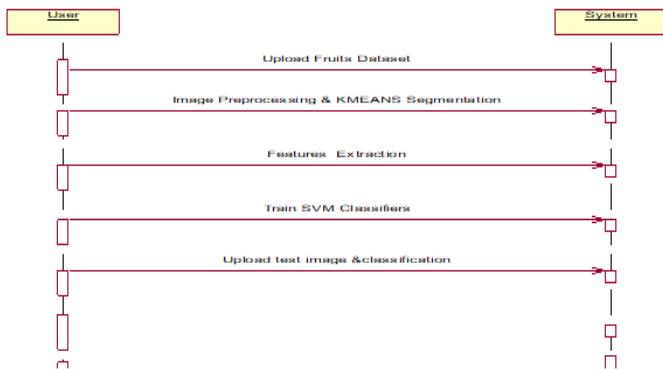 User
System
Upload Fruits Dataset
Image Preprocessing & KMEANS Segmentation
Features Extraction
Train SVM Classifiers
Upload test image &classification